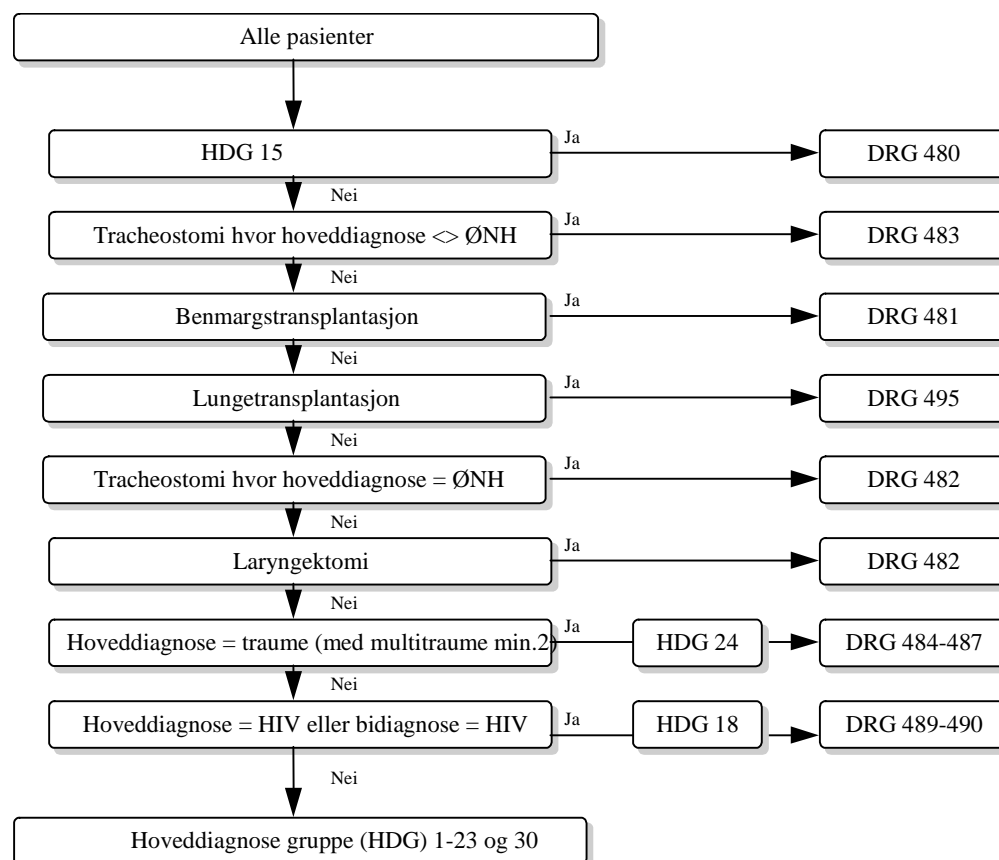 Alle pasienter
HDG 15
Ja
DRG 480
Nei
Tracheostomi hvor hoveddiagnose <> ØNH
Ja
DRG 483
Nei
Benmargstransplantasjon
Ja
DRG 481
Nei
Lungetransplantasjon
Ja
DRG 495
Nei
Tracheostomi hvor hoveddiagnose = ØNH
Ja
DRG 482
Nei
Laryngektomi
Ja
DRG 482
Nei
Hoveddiagnose = traume (med multitraume min.2)
Ja
HDG 24
DRG 484-487
Nei
Hoveddiagnose = HIV eller bidiagnose = HIV
Ja
HDG 18
DRG 489-490
Nei
Hoveddiagnose gruppe (HDG) 1-23 og 30